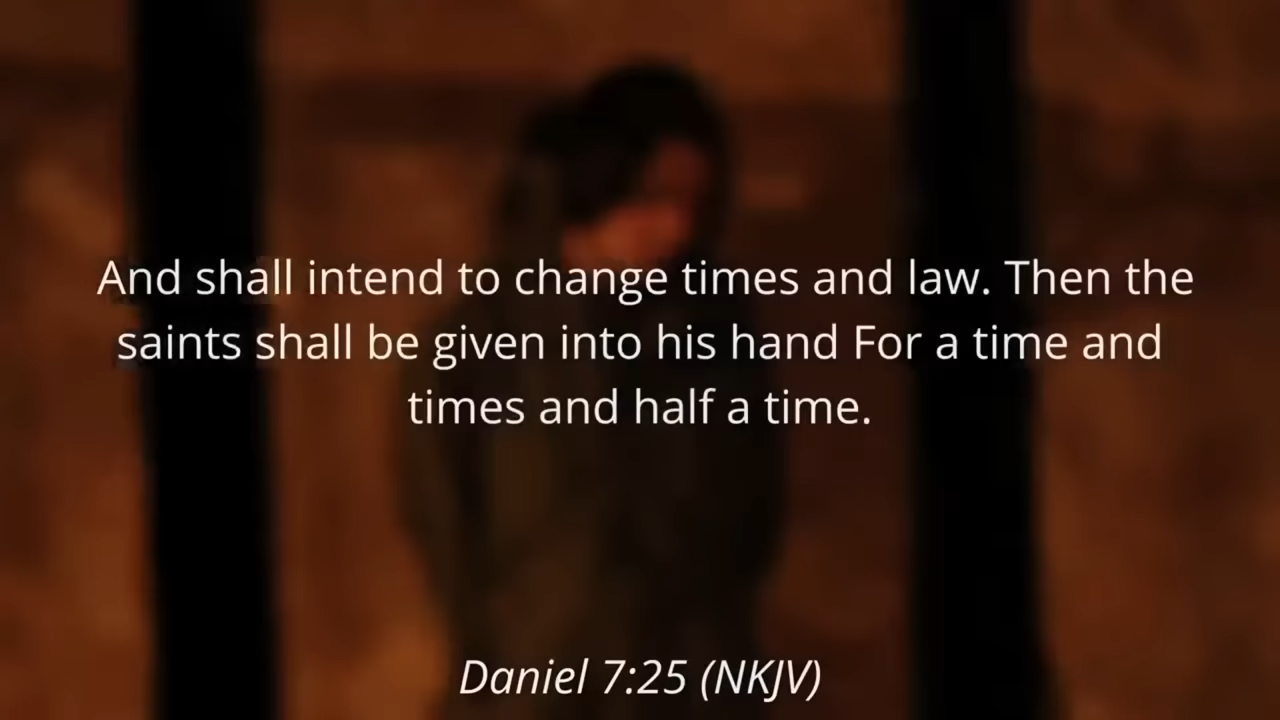 And shall intend to change times and law. Then the
saints shall be given into his hand For a time and
times and half a time.
Daniel 7:25 (NKJV)